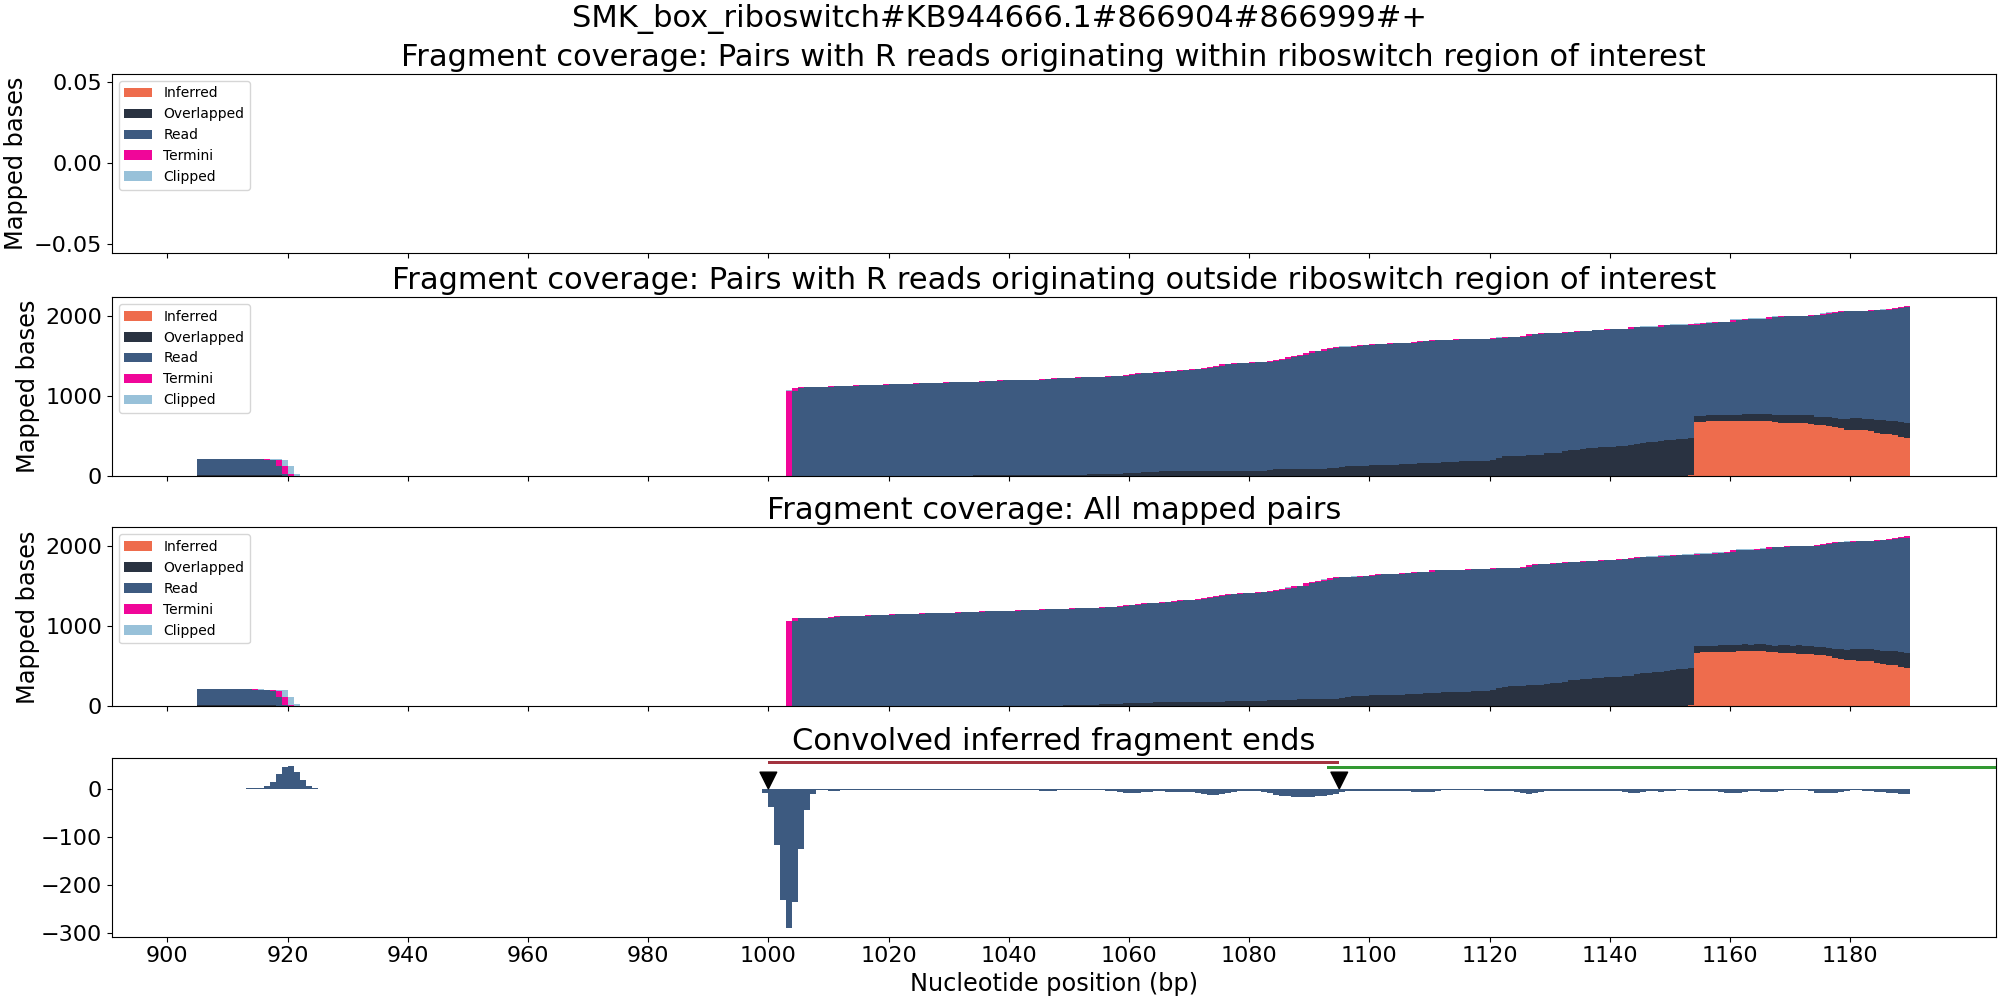 SMK_box_riboswitch#KB944666.1#866904#866999#+
Fragment coverage: Pairs with R reads originating within riboswitch region of interest
Mapped bases
0.05
0.00
−0.05
Inferred
Overlapped
Read
Termini
Clipped
Fragment coverage: Pairs with R reads originating outside riboswitch region of interest
Mapped bases
2000
1000
0
Inferred
Overlapped
Read
Termini
Clipped
Fragment coverage: All mapped pairs
Mapped bases
2000
1000
0
Inferred
Overlapped
Read
Termini
Clipped
Convolved inferred fragment ends
0
−100
−200
−300
900 920 940 960 980 1000 1020 1040 1060 1080 1100 1120 1140 1160 1180
Nucleotide position (bp)